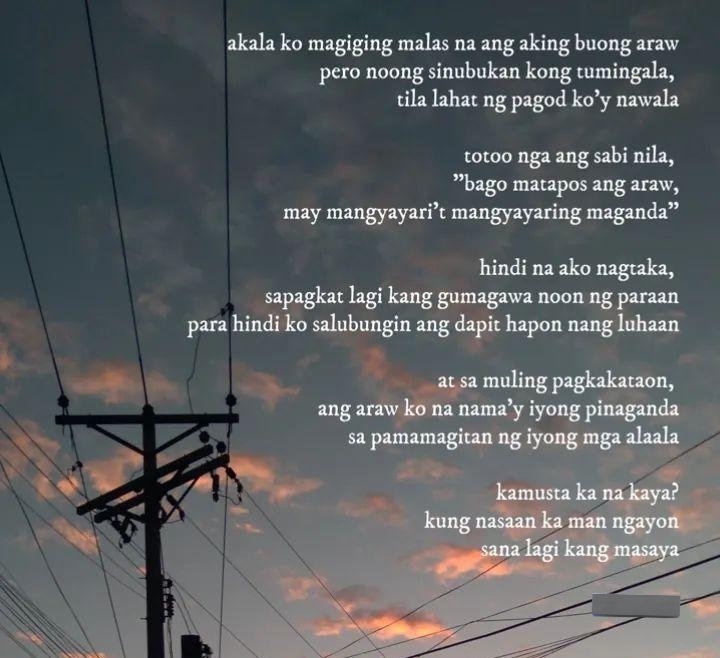 akala ko magiging malas na ang aking buong araw
pero noong sinubukan kong tumingala,
tila lahat ng pagod ko'y nawala
totoo nga ang sabi nila,
"bago matapos ang araw,
may mangyayari't mangyayaring maganda"
hindi na ako nagtaka,
sapagkat lagi kang gumagawa noon ng paraan
para hindi ko salubungin ang dapit hapon nang luhaan
at sa muling pagkakataon,
ang araw ko na nama'y iyong pinaganda
sa pamamagitan ng iyong mga alaala
kamusta ka na kaya?
kung nasaan ka man ngayon
sana lagi kang masaya